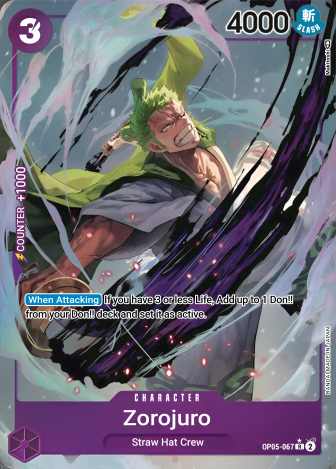 3
4000
斬
SLASH
COUNTER +1000
When Attacking If you have 3 or less Life, Add up to 1 Don!!
from your Don!! deck and set it as active.
CHARACTER
Zorojuro
Straw Hat Crew
OP05-067 R 2